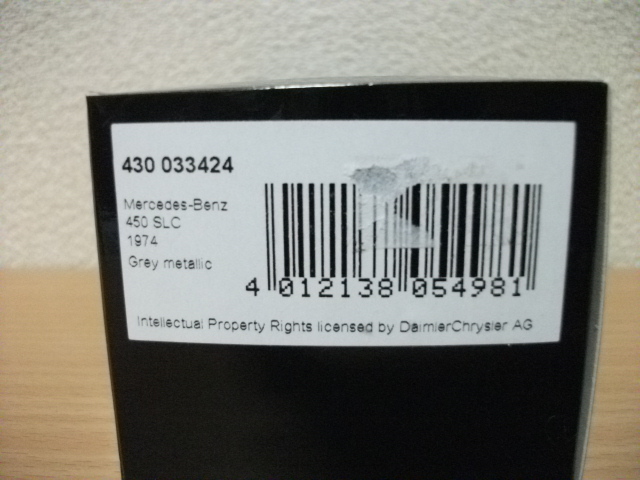 430 033424
Mercedes-Benz
450 SLC
1974
Grey metallic
4 012138 054981
Intellectual Property Rights licensed by DaimlerChrysler AG